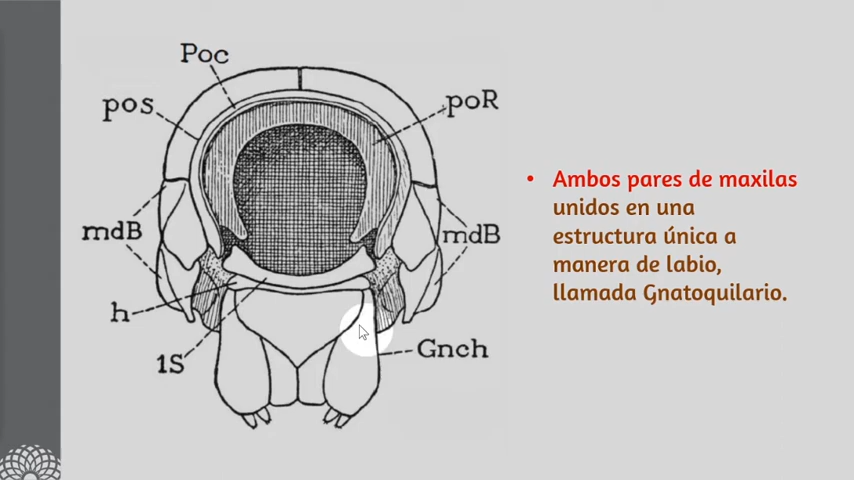 Poc
pos
poR
mdB
mdB
h
1S
Gnch
• Ambos pares de maxilas
unidos en una
estructura única a
manera de labio,
llamada Gnatoquilario.